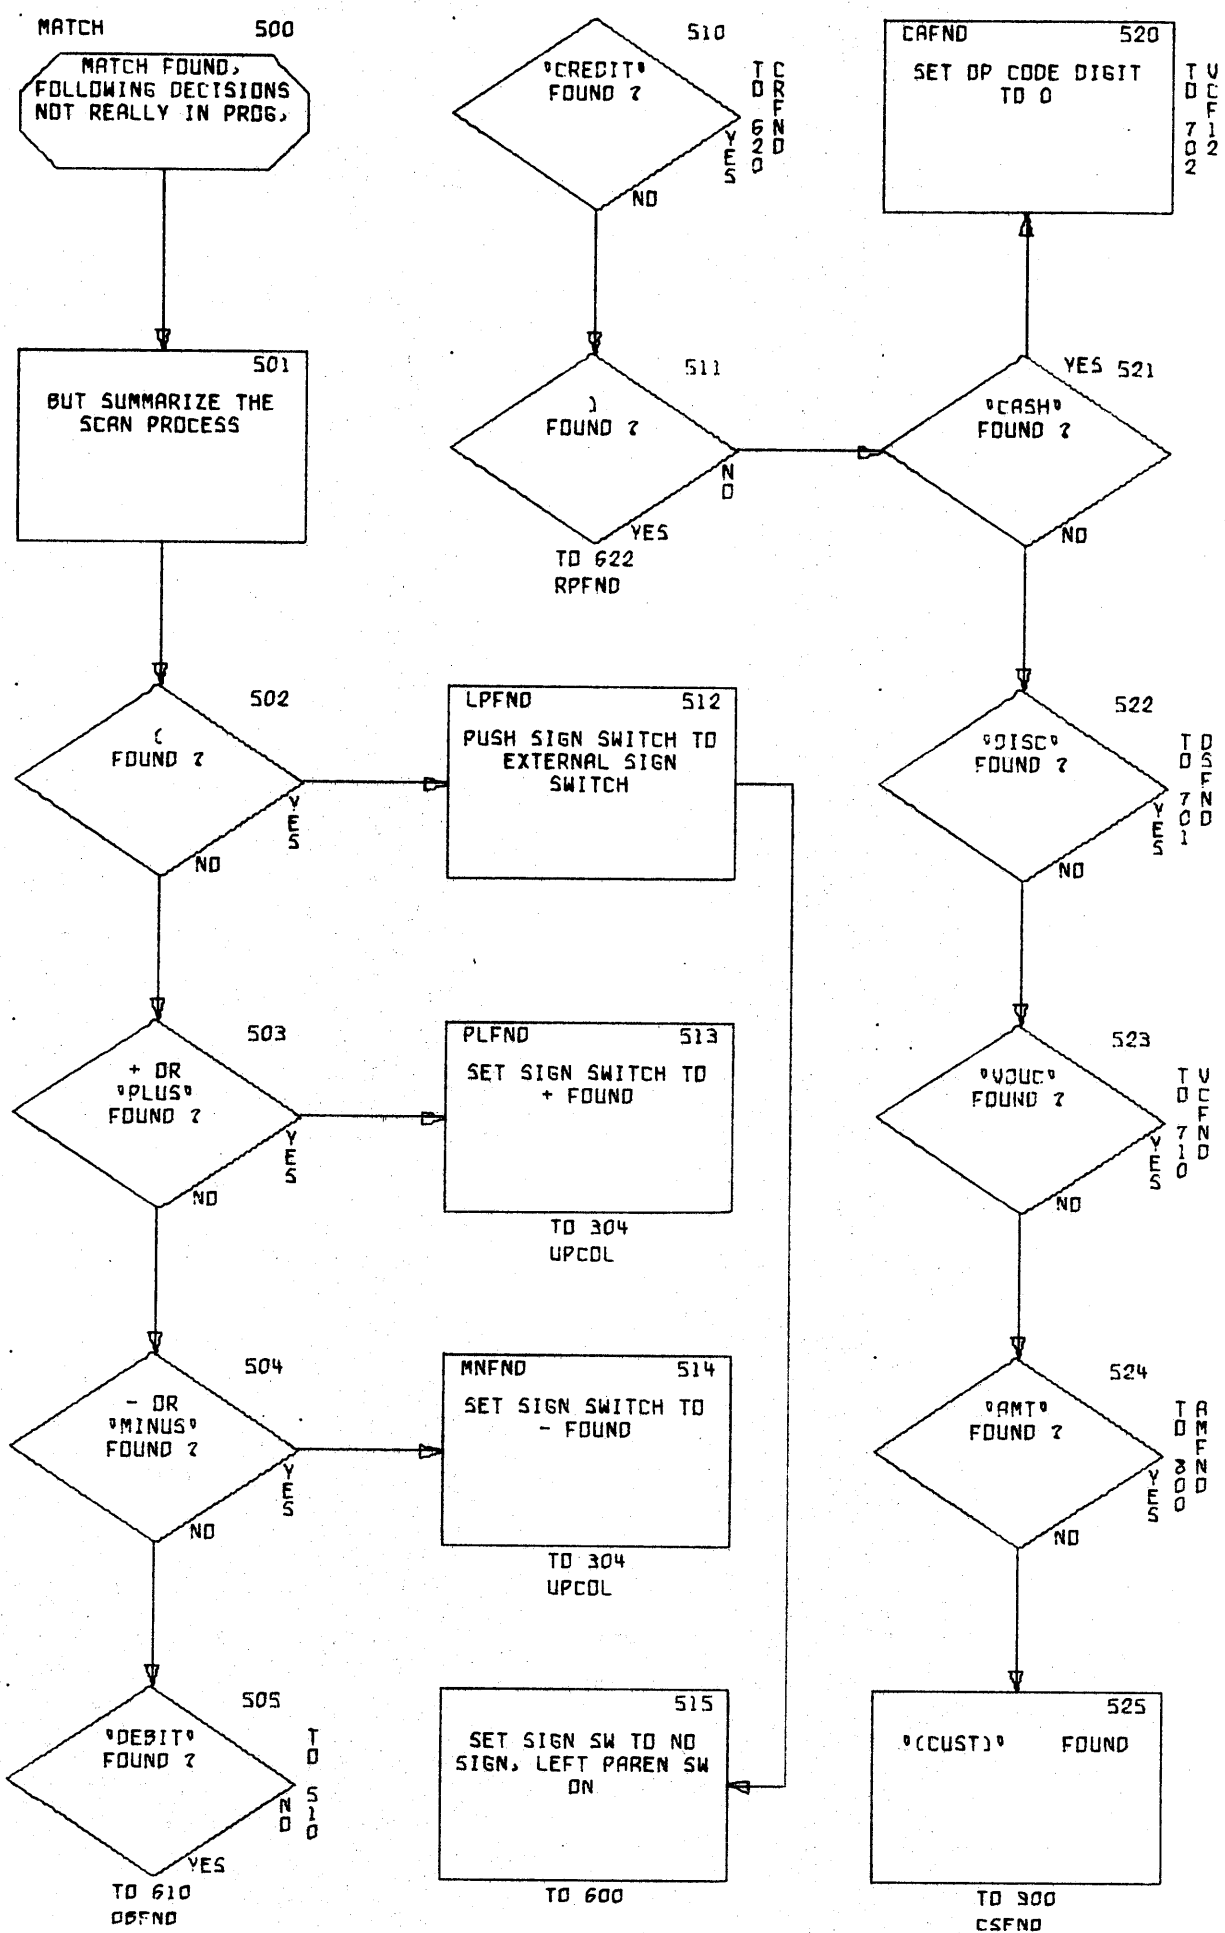 MATCH 500
MATCH FOUND,
FOLLOWING DECISIONS
NOT REALLY IN PROG,
501
BUT SUMMARIZE THE
SCAN PROCESS
502
(
FOUND ?
YES
NO
503
+ OR
'PLUS'
FOUND ?
YES
NO
504
- OR
'MINUS'
FOUND ?
YES
NO
505
'DEBIT'
FOUND ?
NO
TO 510
YES
TO 610
DBFND
510
'CREDIT'
FOUND ?
YES
TO 620
CRFND
NO
511
)
FOUND ?
NO
YES
TO 622
RPFND
LPFND 512
PUSH SIGN SWITCH TO
EXTERNAL SIGN
SWITCH
PLFND 513
SET SIGN SWITCH TO
+ FOUND
TO 304
UPCOL
MNFND 514
SET SIGN SWITCH TO
- FOUND
TO 304
UPCOL
515
SET SIGN SW TO NO
SIGN, LEFT PAREN SW
ON
TO 600
CAFND 520
SET OP CODE DIGIT
TO 0
TO 702
VCF12
YES 521
'CASH'
FOUND ?
NO
522
'DISC'
FOUND ?
YES
TO 701
DSFND
NO
523
'VOUC'
FOUND ?
YES
TO 710
VCFND
NO
524
'AMT'
FOUND ?
YES
TO 800
AMFND
NO
525
'(CUST)' FOUND
TO 900
CSFND